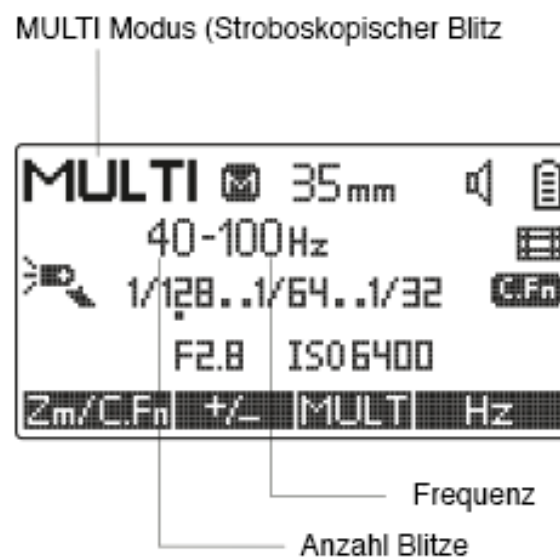 MULTI Modus (Stroboskopischer Blitz
MULTI M 35mm
40-100Hz
1/128..1/64..1/32 C.Fn
F2.8 ISO6400
Zm/C.Fn +/- MULT Hz
Frequenz
Anzahl Blitze